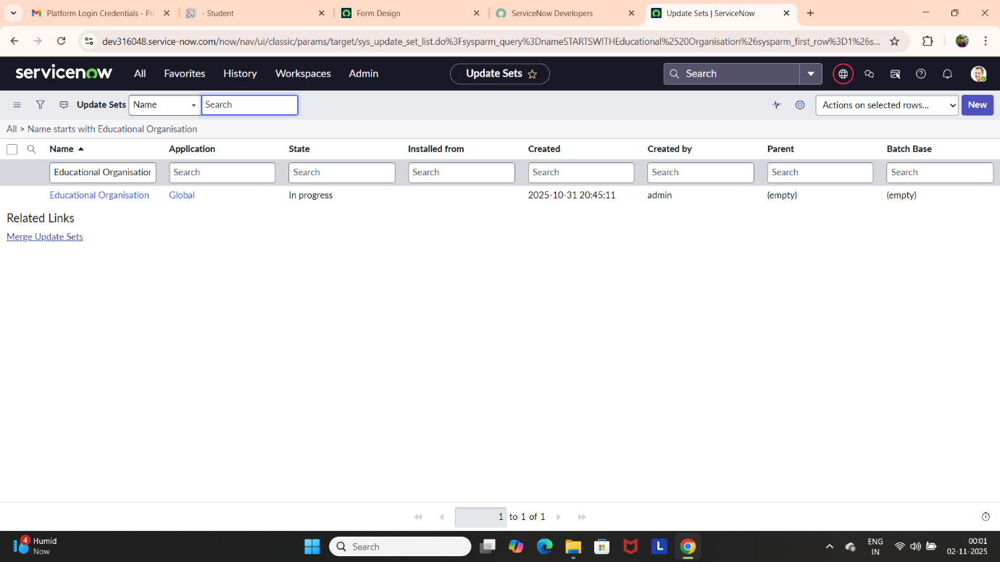 Platform Login Credentials - Pro
- Student
Form Design
ServiceNow Developers
Update Sets | ServiceNow
dev316048.service-now.com/now/nav/ui/classic/params/target/sys_update_set_list.do%3Fsysparm_query%3DnameSTARTSWITHEducational%2520Organisation%26sysparm_first_row%3D1%26s...
servicenow All Favorites History Workspaces Admin Update Sets Search
Update Sets Name Search Actions on selected rows... New
All > Name starts with Educational Organisation
Name Application State Installed from Created Created by Parent Batch Base
Educational Organisation Search Search Search Search Search Search Search
Educational Organisation Global In progress 2025-10-31 20:45:11 admin (empty) (empty)
Related Links
Merge Update Sets
1 to 1 of 1
4 Humid
Now
Search
L
ENG
IN
00:01
02-11-2025